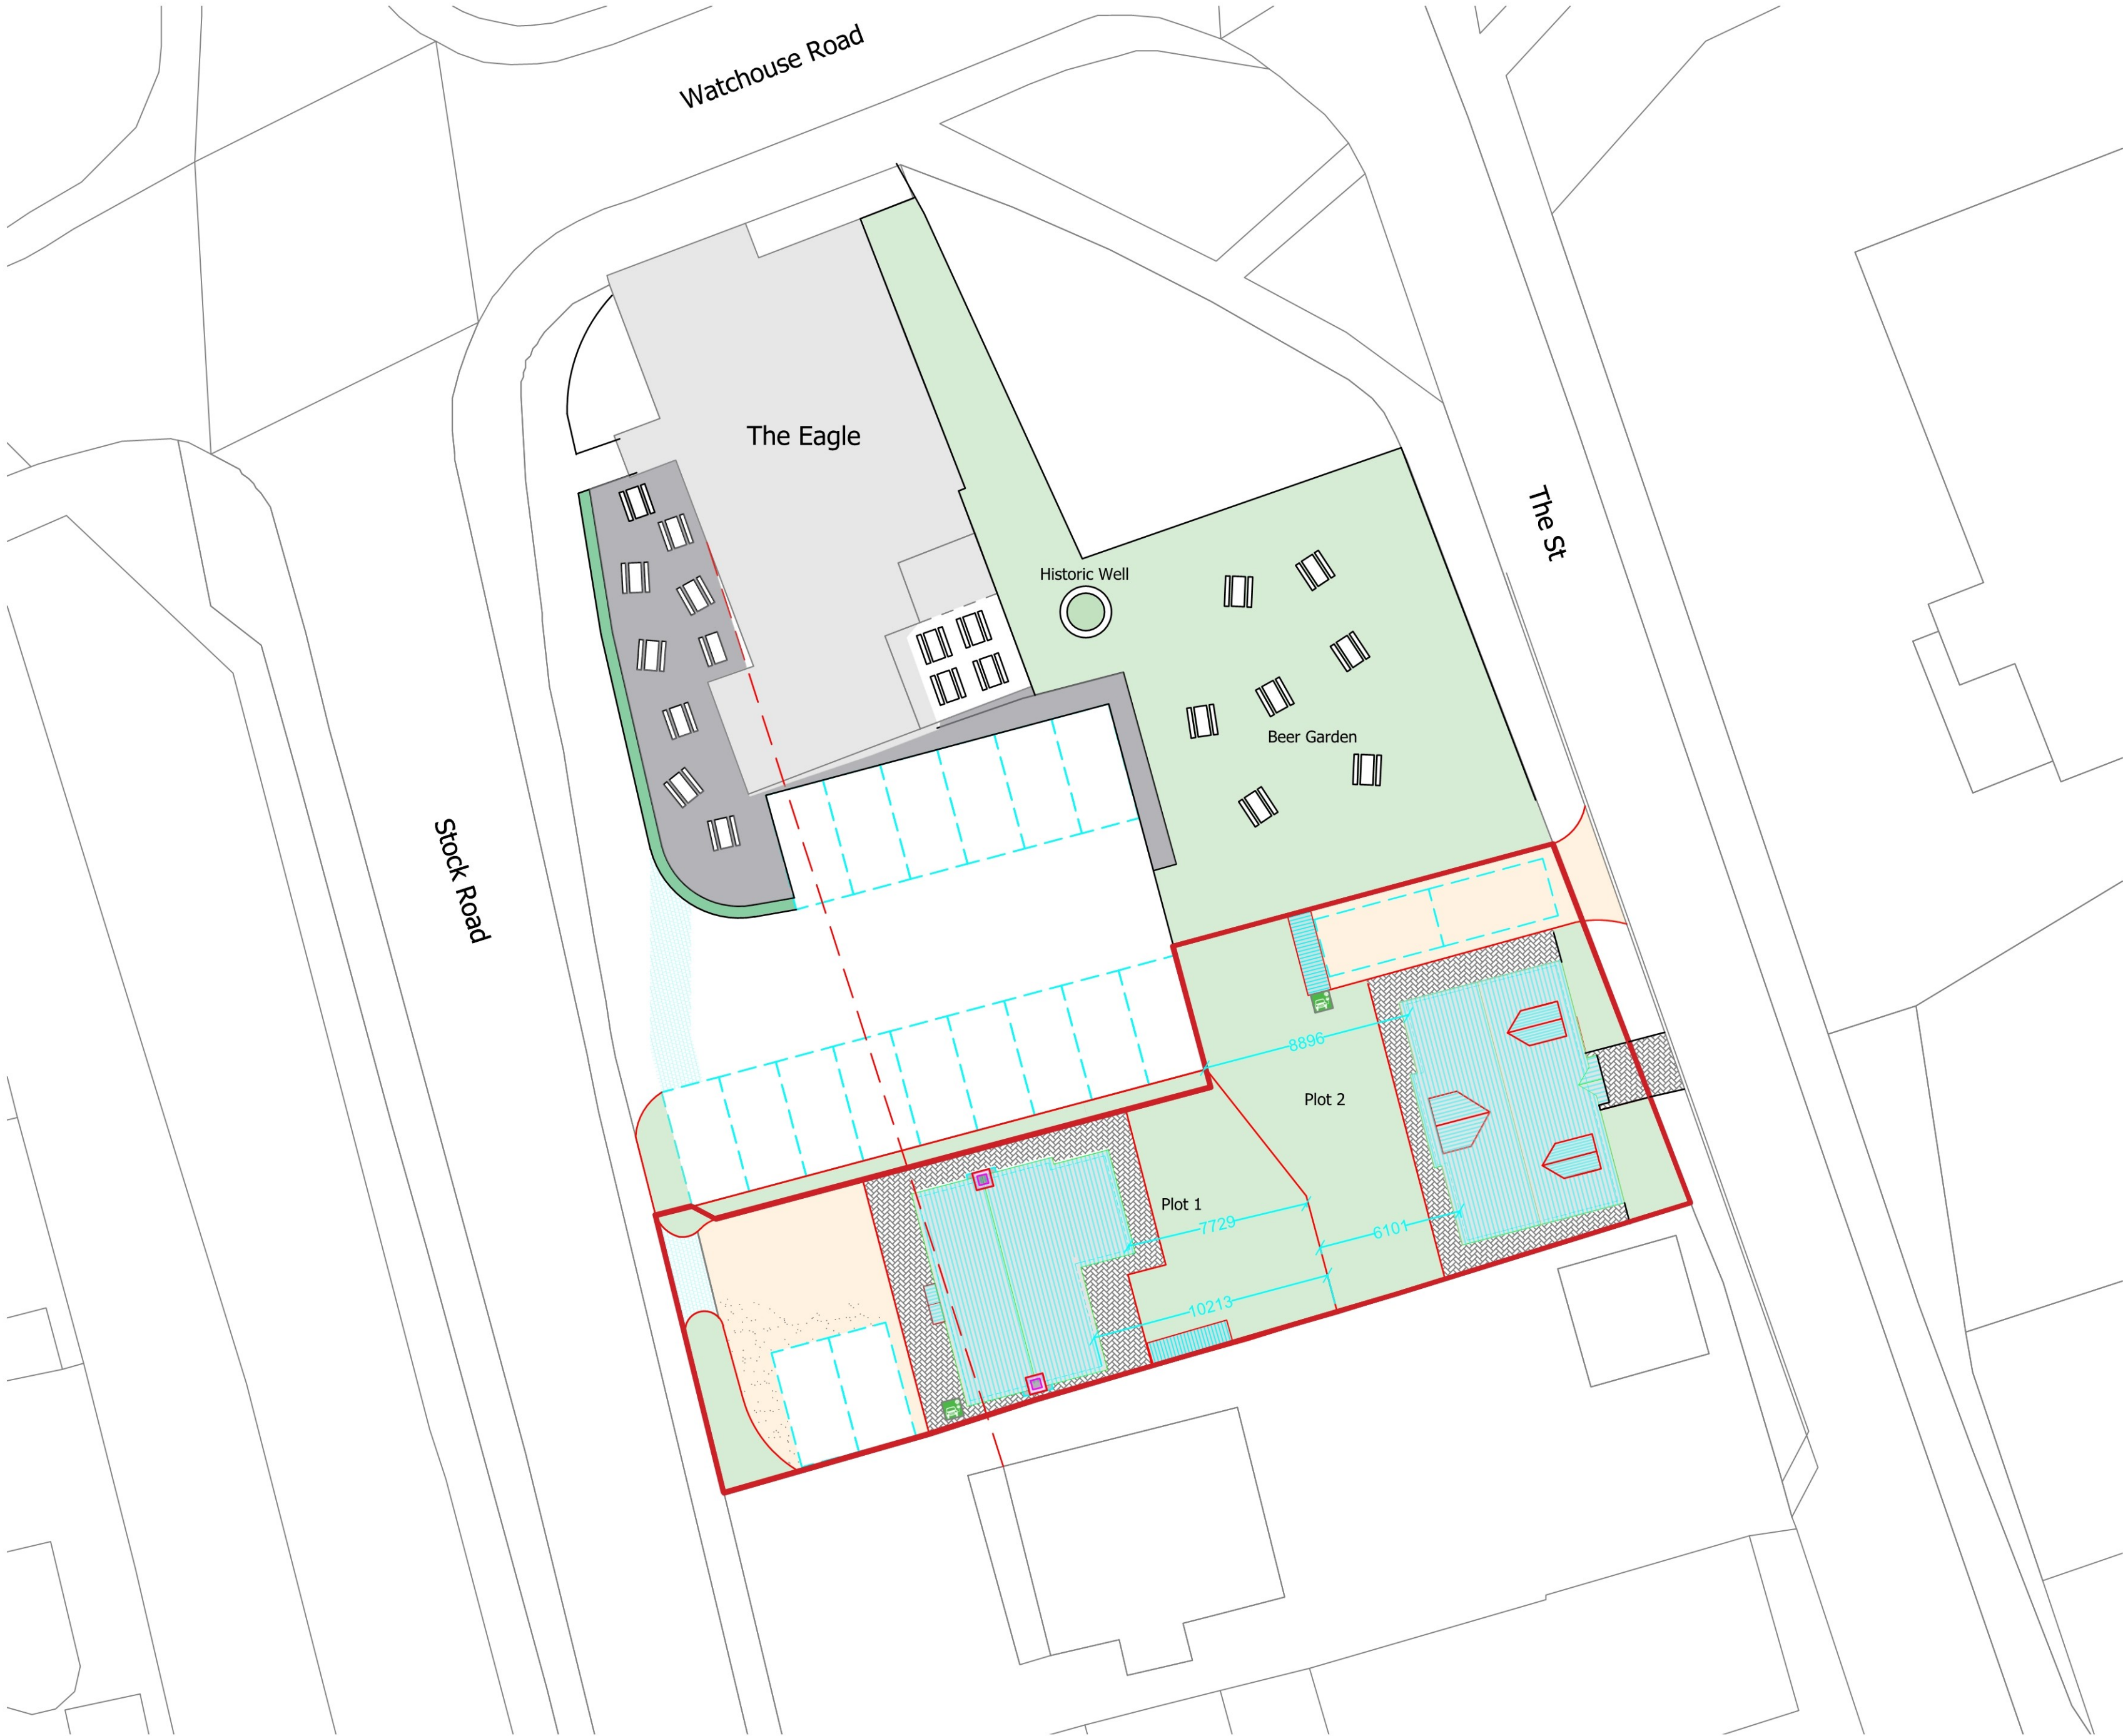 Watchouse Road
The Eagle
The St
Historic Well
Beer Garden
Stock Road
8896
Plot 2
Plot 1
7729
6101
10213